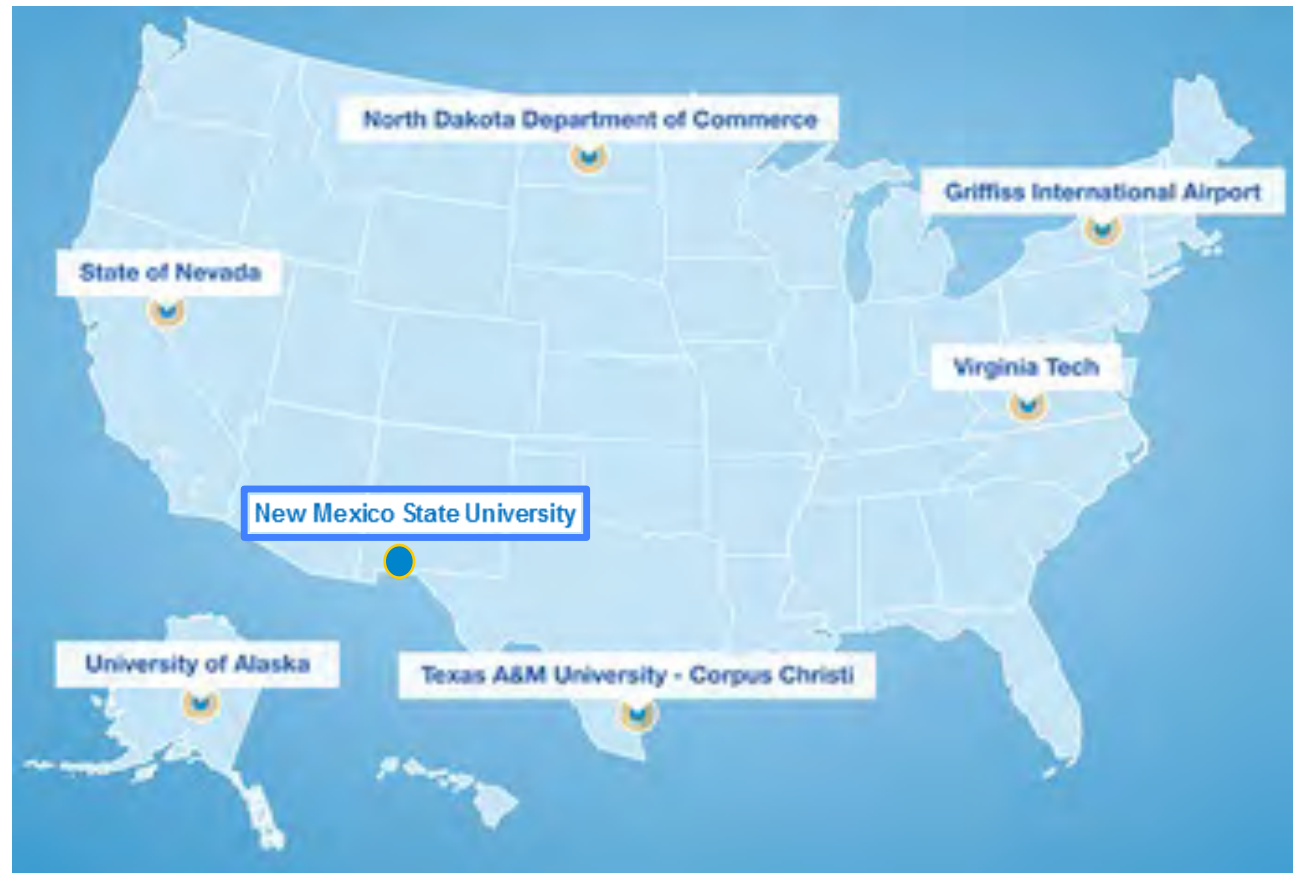 North Dakota Department of Commerce
Griffiss International Airport
State of Nevada
Virginia Tech
New Mexico State University
University of Alaska
Texas A&M University - Corpus Christi